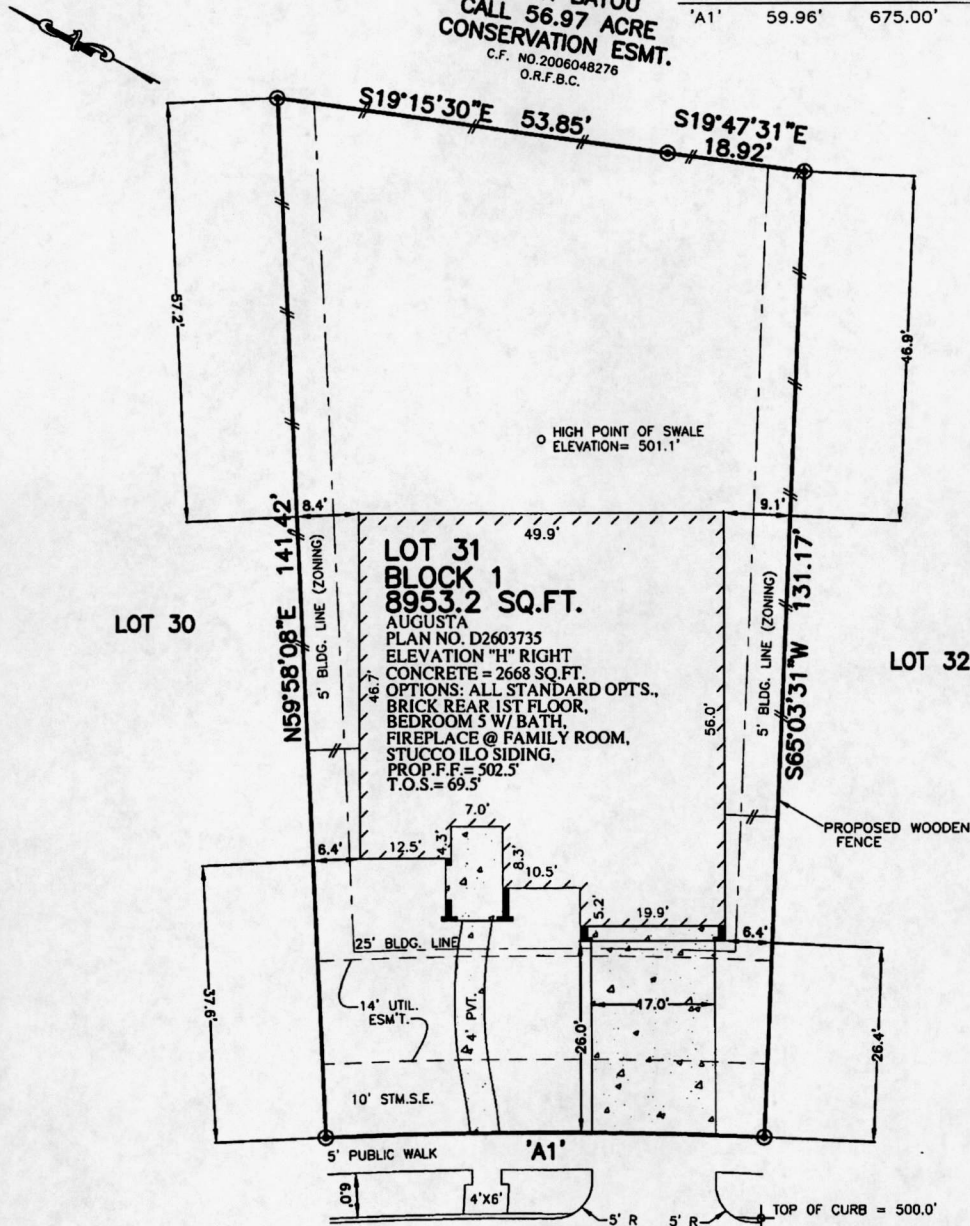 CALL 56.97 ACRE
CONSERVATION ESMT.
C.F. NO.2006048276
O.R.F.B.C.
'A1' 59.96' 675.00'
S19°15'30"E 53.85'
S19°47'31"E
18.92'
57.2'
46.9'
HIGH POINT OF SWALE
ELEVATION= 501.1'
8.4'
9.1'
49.9'
N59°58'08"E 141.42'
5' BLDG. LINE (ZONING)
LOT 30
LOT 31
BLOCK 1
8953.2 SQ.FT.
AUGUSTA
PLAN NO. D2603735
ELEVATION "H" RIGHT
CONCRETE = 2668 SQ.FT.
OPTIONS: ALL STANDARD OPT'S.,
BRICK REAR 1ST FLOOR,
BEDROOM 5 W/ BATH,
FIREPLACE @ FAMILY ROOM,
STUCCO ILO SIDING,
PROP.F.F.= 502.5'
T.O.S.= 69.5'
46.7'
56.0'
5' BLDG. LINE (ZONING)
S65°03'31"W 131.17'
LOT 32
PROPOSED WOODEN
FENCE
7.0'
4.3'
12.5'
8.3'
10.5'
6.4'
5.2'
19.9'
6.4'
25' BLDG. LINE
37.6'
14' UTIL.
ESM'T.
4' PVT.
26.0'
17.0'
26.4'
10' STM.S.E.
5' PUBLIC WALK
'A1'
6.0'
4'X6'
5' R
5' R
TOP OF CURB = 500.0'